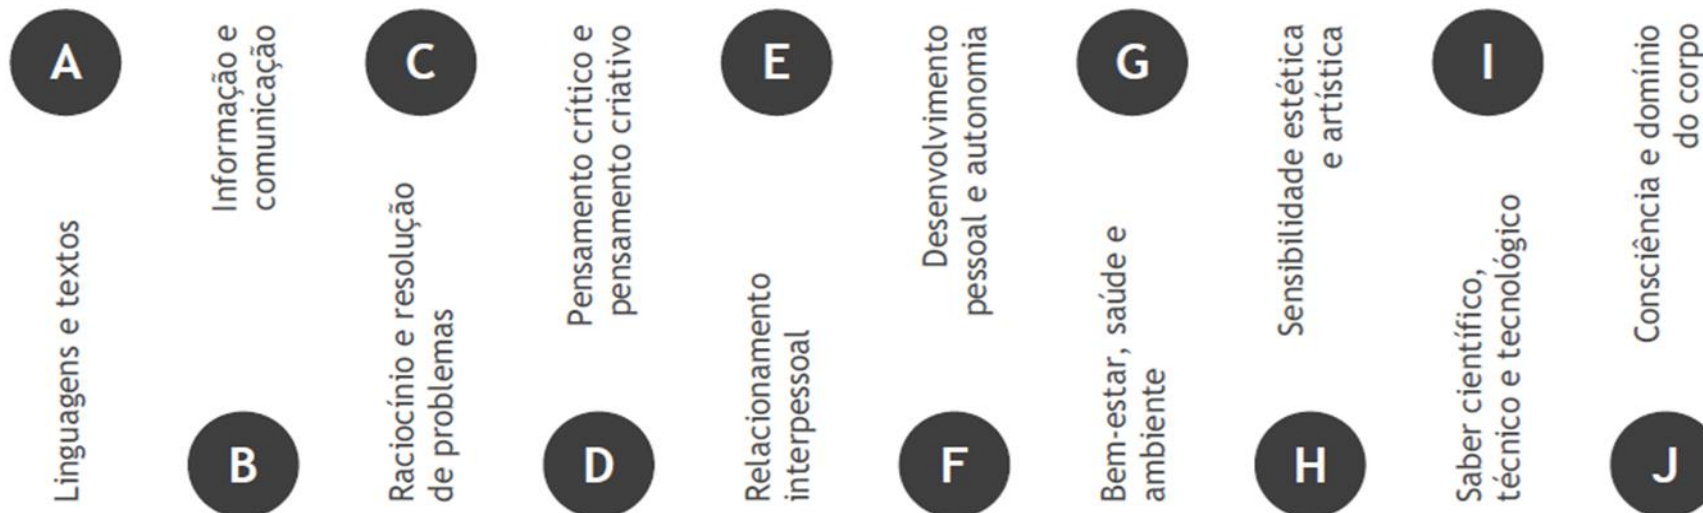 A
Linguagens e textos
B
Informação e
comunicação
C
Raciocínio e resolução
de problemas
D
Pensamento crítico e
pensamento criativo
E
Relacionamento
interpessoal
F
Desenvolvimento
pessoal e autonomia
G
Bem-estar, saúde e
ambiente
H
Sensibilidade estética
e artística
I
Saber científico,
técnico e tecnológico
J
Consciência e domínio
do corpo